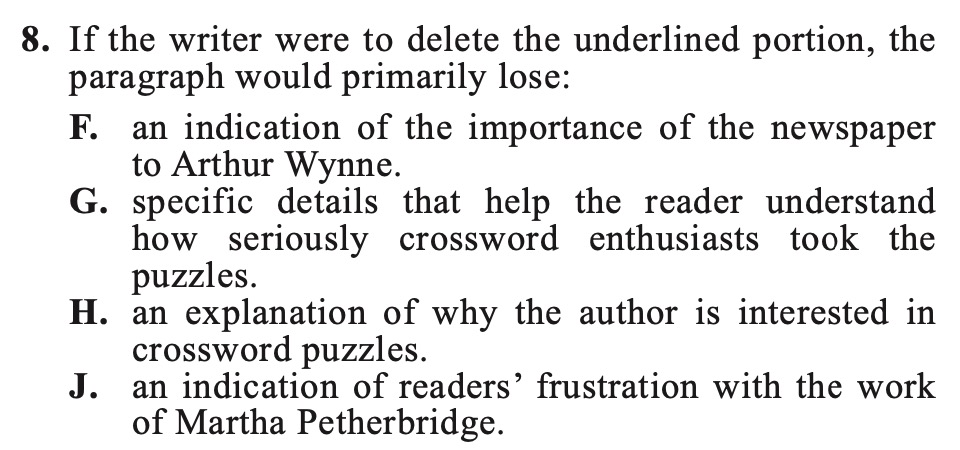 8. If the writer were to delete the underlined portion, the
paragraph would primarily lose:
F. an indication of the importance of the newspaper
to Arthur Wynne.
G. specific details that help the reader understand
how seriously crossword enthusiasts took the
puzzles.
H. an explanation of why the author is interested in
crossword puzzles.
J. an indication of readers’ frustration with the work
of Martha Petherbridge.